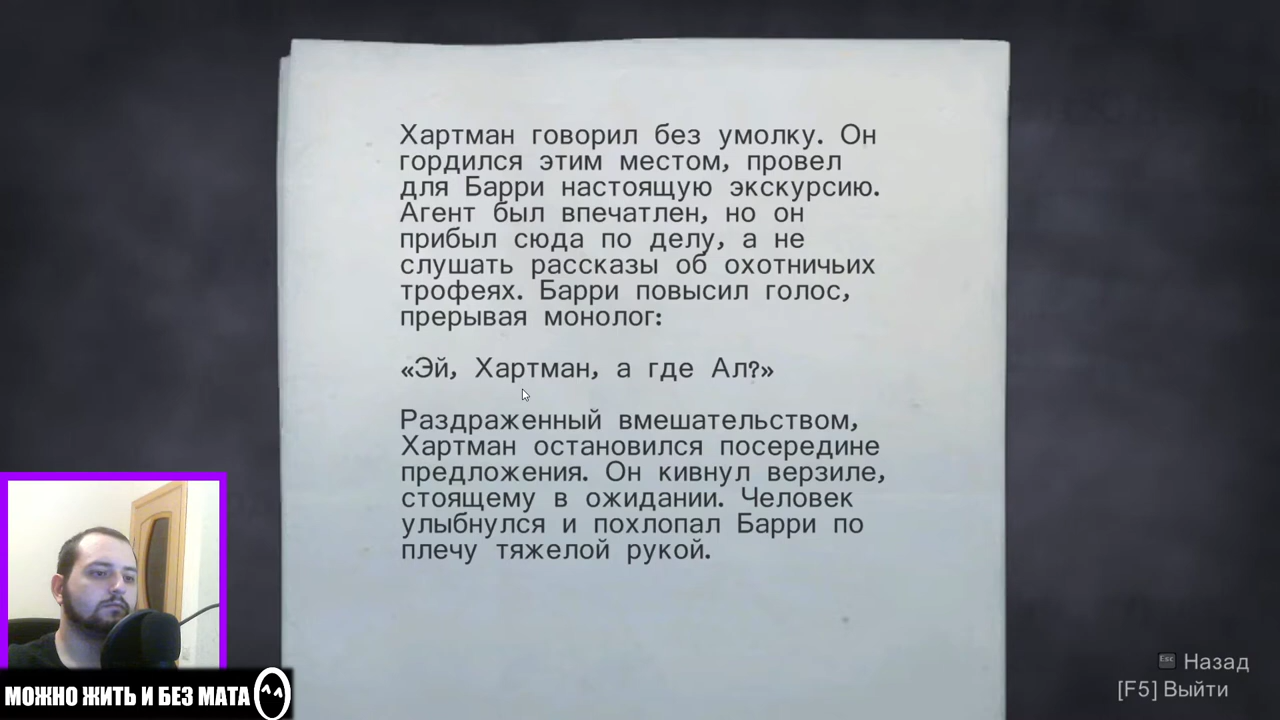 Хартман говорил без умолку. Он
гордился этим местом, провел
для Барри настоящую экскурсию.
Агент был впечатлен, но он
прибыл сюда по делу, а не
слушать рассказы об охотничьих
трофеях. Барри повысил голос,
прерывая монолог:
«Эй, Хартман, а где Ал?»
Раздраженный вмешательством,
Хартман остановился посередине
предложения. Он кивнул верзиле,
стоящему в ожидании. Человек
улыбнулся и похлопал Барри по
плечу тяжелой рукой.
Esc Назад
[F5] Выйти
МОЖНО ЖИТЬ И БЕЗ МАТА